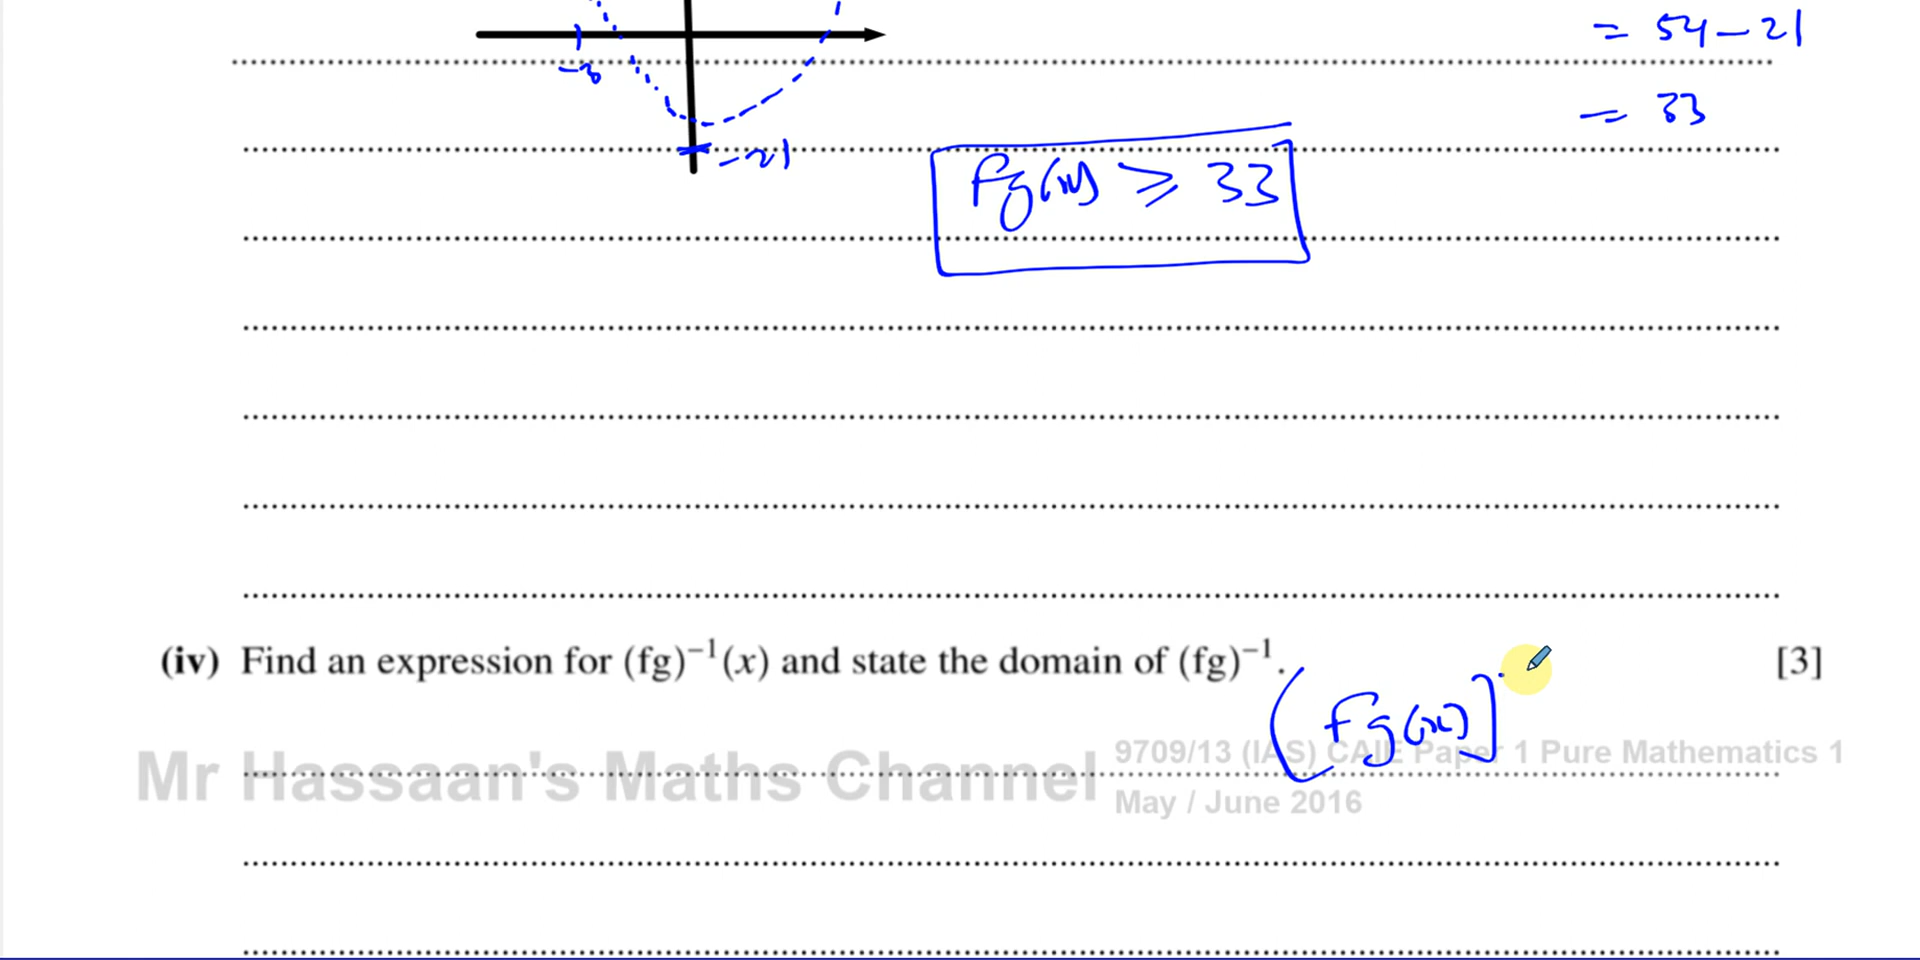 = 54 - 21
-3
= 33
-21
fg(x) ⩾ 33
(iv) Find an expression for (fg)⁻¹(x) and state the domain of (fg)⁻¹. [3]
(fg(x)]
Mr Hassaan's Maths Channel
9709/13 (IAS) CAIE Paper 1 Pure Mathematics 1
May / June 2016